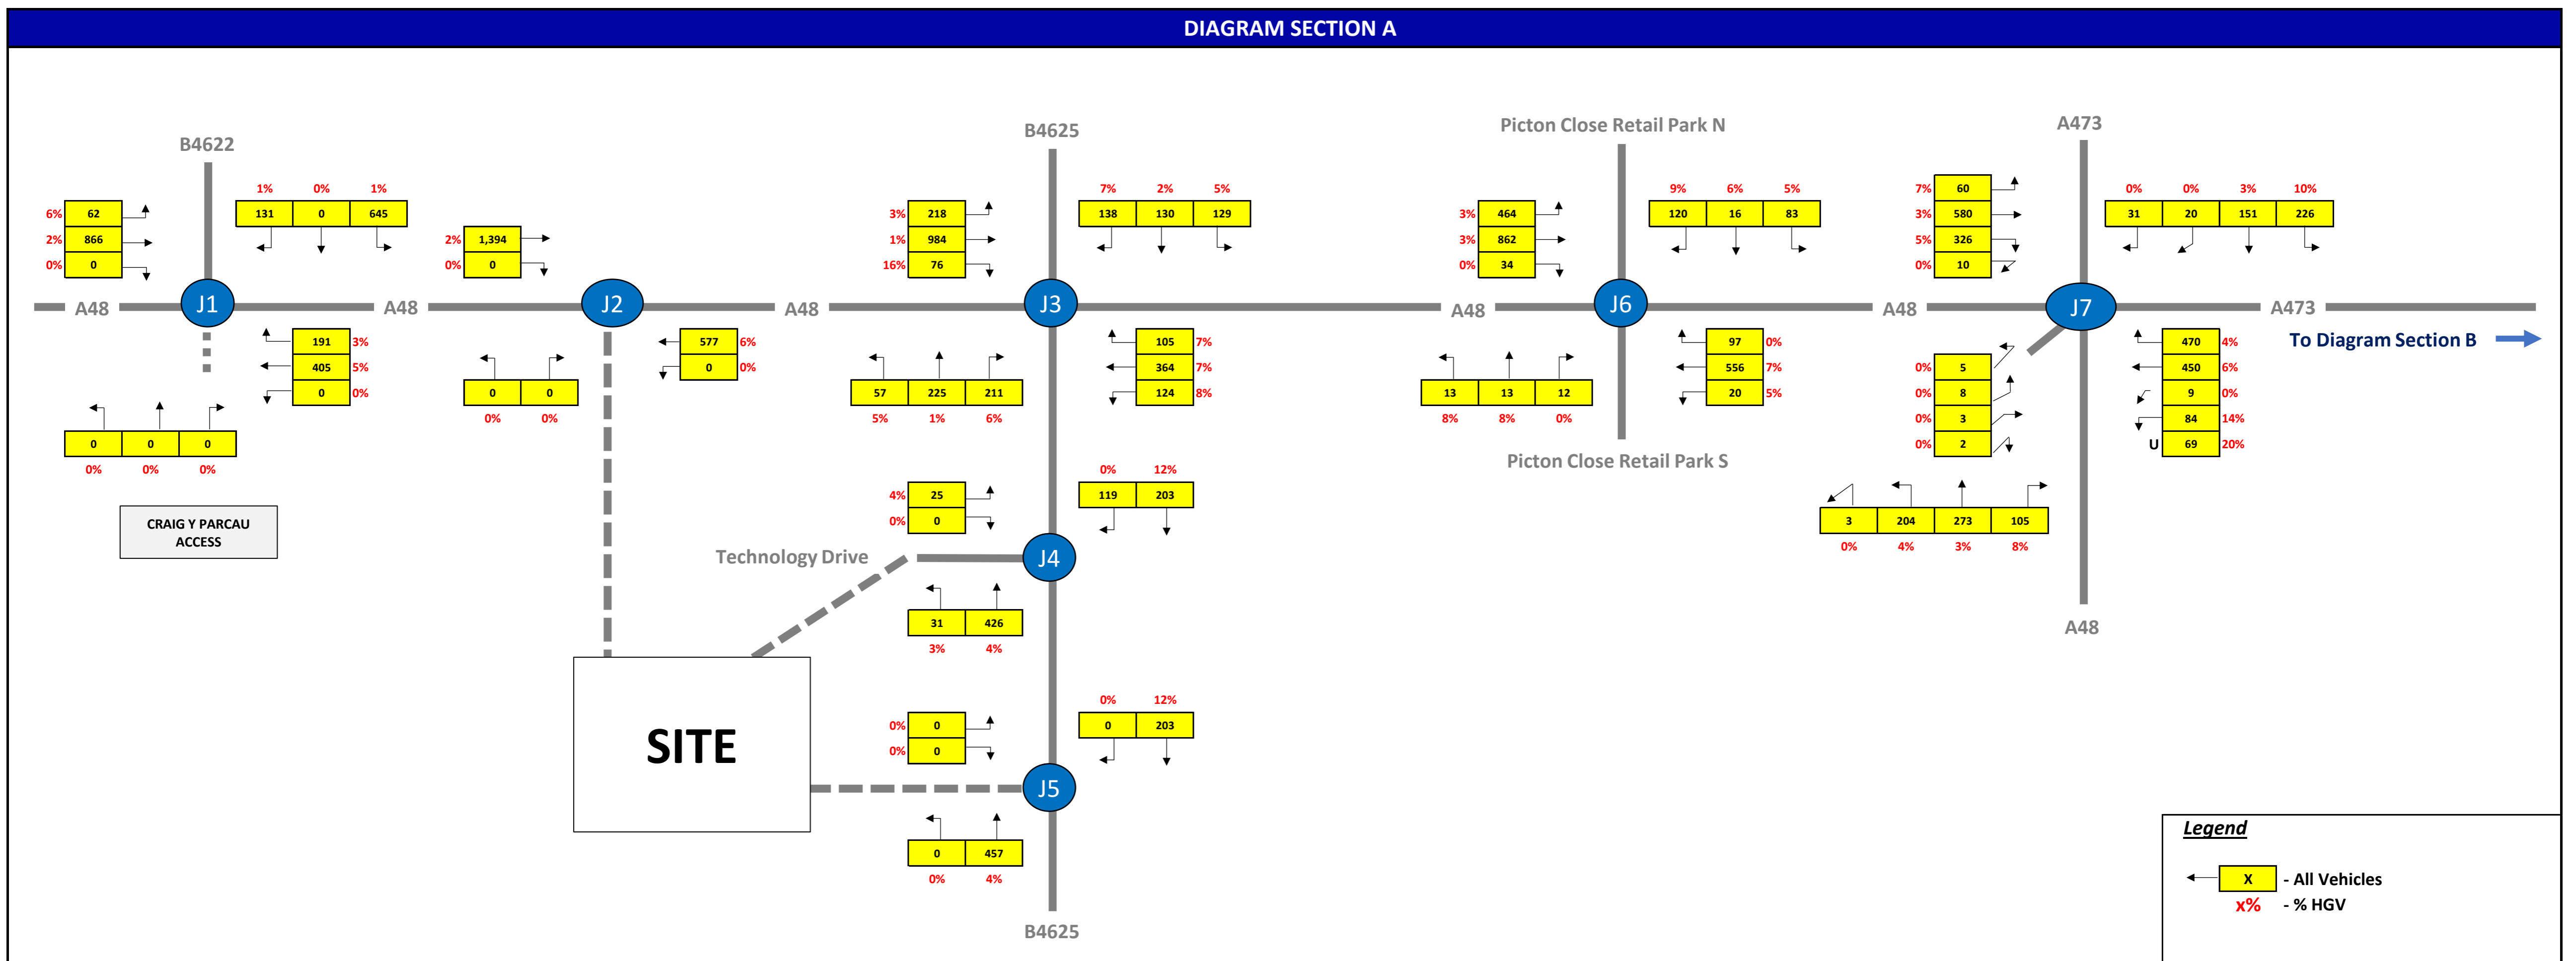 DIAGRAM SECTION A
B4622
B4625
Picton Close Retail Park N
A473
6% 62
2% 866
0% 0
1% 0% 1%
131 0 645
2% 1,394
0% 0
3% 218
1% 984
16% 76
7% 2% 5%
138 130 129
3% 464
3% 862
0% 34
9% 6% 5%
120 16 83
7% 60
3% 580
5% 326
0% 10
0% 0% 3% 10%
31 20 151 226
A48 J1 A48 J2 A48 J3 A48 J6 A48 J7 A473
To Diagram Section B
191 3%
405 5%
0 0%
0 0 0
0% 0% 0%
0 0
0% 0%
577 6%
0 0%
57 225 211
5% 1% 6%
105 7%
364 7%
124 8%
13 13 12
8% 8% 0%
97 0%
556 7%
20 5%
Picton Close Retail Park S
0% 5
0% 8
0% 3
0% 2
470 4%
450 6%
9 0%
84 14%
U 69 20%
3 204 273 105
0% 4% 3% 8%
A48
CRAIG Y PARCAU
ACCESS
4% 25
0% 0
0% 12%
119 203
Technology Drive
J4
31 426
3% 4%
SITE
0% 0
0% 0
0% 12%
0 203
J5
0 457
0% 4%
B4625
Legend
X - All Vehicles
x% - % HGV